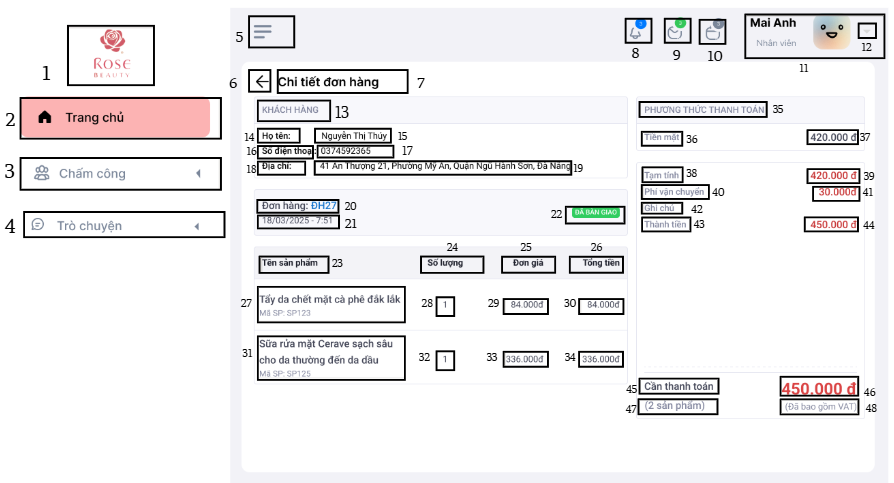 ROSE
BEAUTY
1
2
Trang chủ
3
Chấm công
4
Trò chuyện
5
8
9
10
Mai Anh
Nhân viên
11
12
6
Chi tiết đơn hàng
7
KHÁCH HÀNG
13
14
Họ tên:
Nguyễn Thị Thúy
15
16
Số điện thoại:
0374592365
17
18
Địa chỉ:
41 An Thượng 21, Phường Mỹ An, Quận Ngũ Hành Sơn, Đà Nẵng
19
Đơn hàng: ĐH27
20
18/03/2025 - 7:51
21
22
ĐÃ BÀN GIAO
24
25
26
Tên sản phẩm
23
Số lượng
Đơn giá
Tổng tiền
27
Tẩy da chết mặt cà phê đắk lắk
Mã SP: SP123
28
1
29
84.000đ
30
84.000đ
31
Sữa rửa mặt Cerave sạch sâu
cho da thường đến da dầu
Mã SP: SP125
32
1
33
336.000đ
34
336.000đ
PHƯƠNG THỨC THANH TOÁN
35
Tiền mặt
36
420.000 đ
37
Tạm tính
38
420.000 đ
39
Phí vận chuyển
40
30.000đ
41
Ghi chú
42
Thành tiền
43
450.000 đ
44
45
Cần thanh toán
450.000 đ
46
47
(2 sản phẩm)
(Đã bao gồm VAT)
48